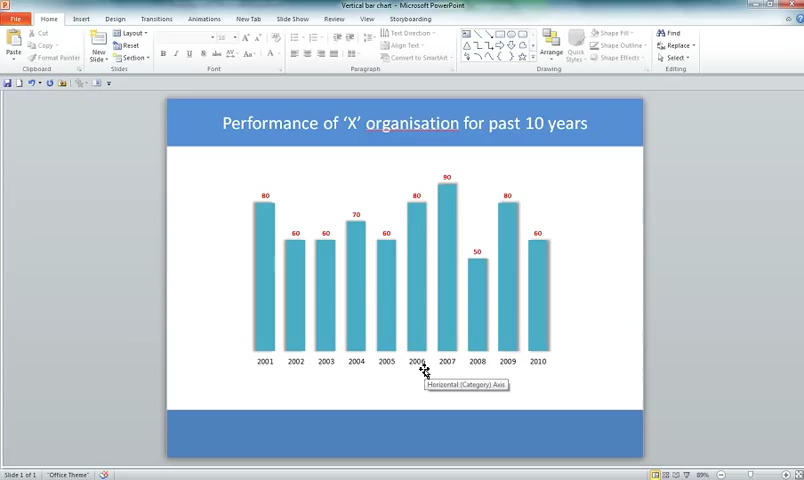 Vertical bar chart - Microsoft PowerPoint
File Home Insert Design Transitions Animations New Tab Slide Show Review View Storyboarding
Cut
Copy
Format Painter
Paste
Clipboard
New
Slide
Layout
Reset
Section
Slides
18
Font
Text Direction
Align Text
Convert to SmartArt
Paragraph
Arrange
Quick
Styles
Shape Fill
Shape Outline
Shape Effects
Drawing
Find
Replace
Select
Editing
Performance of ‘X’ organisation for past 10 years
80 60 60 70 60 80 90 50 80 60
2001 2002 2003 2004 2005 2006 2007 2008 2009 2010
Horizontal (Category) Axis
Slide 1 of 1 "Office Theme" 89%